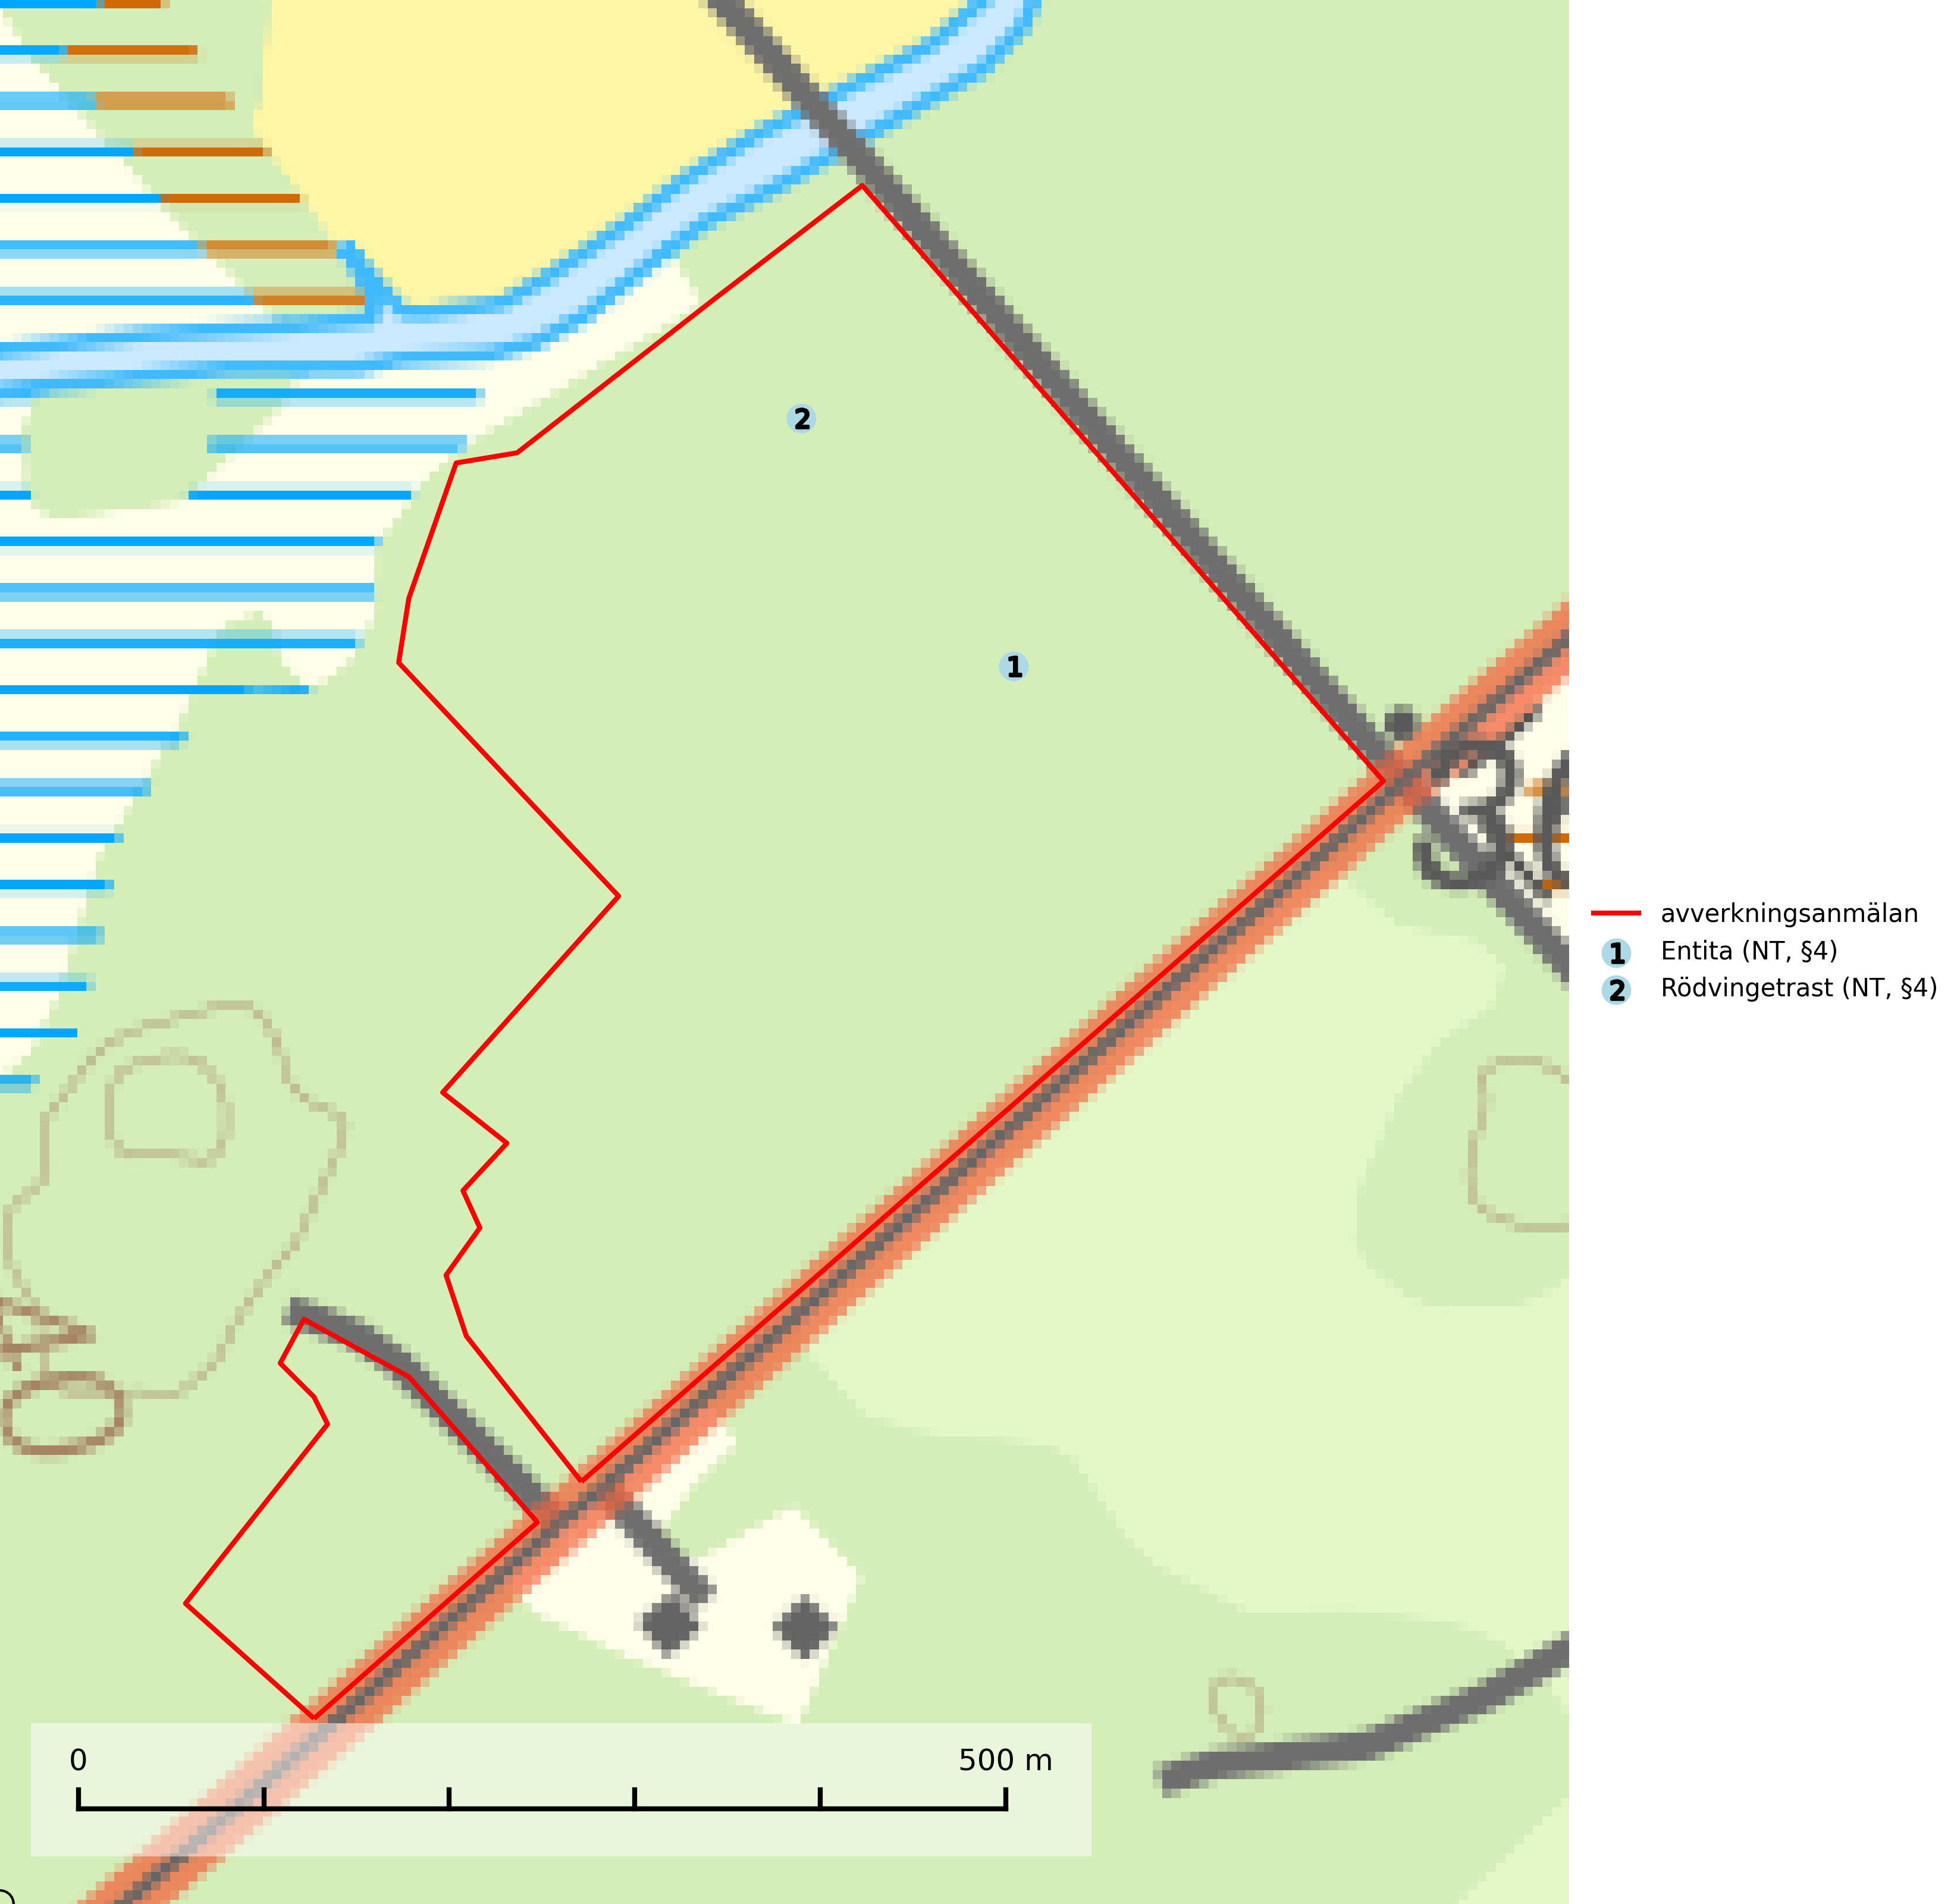 2
1
avverkningsanmälan
1 Entita (NT, §4)
2 Rödvingetrast (NT, §4)
0 500 m